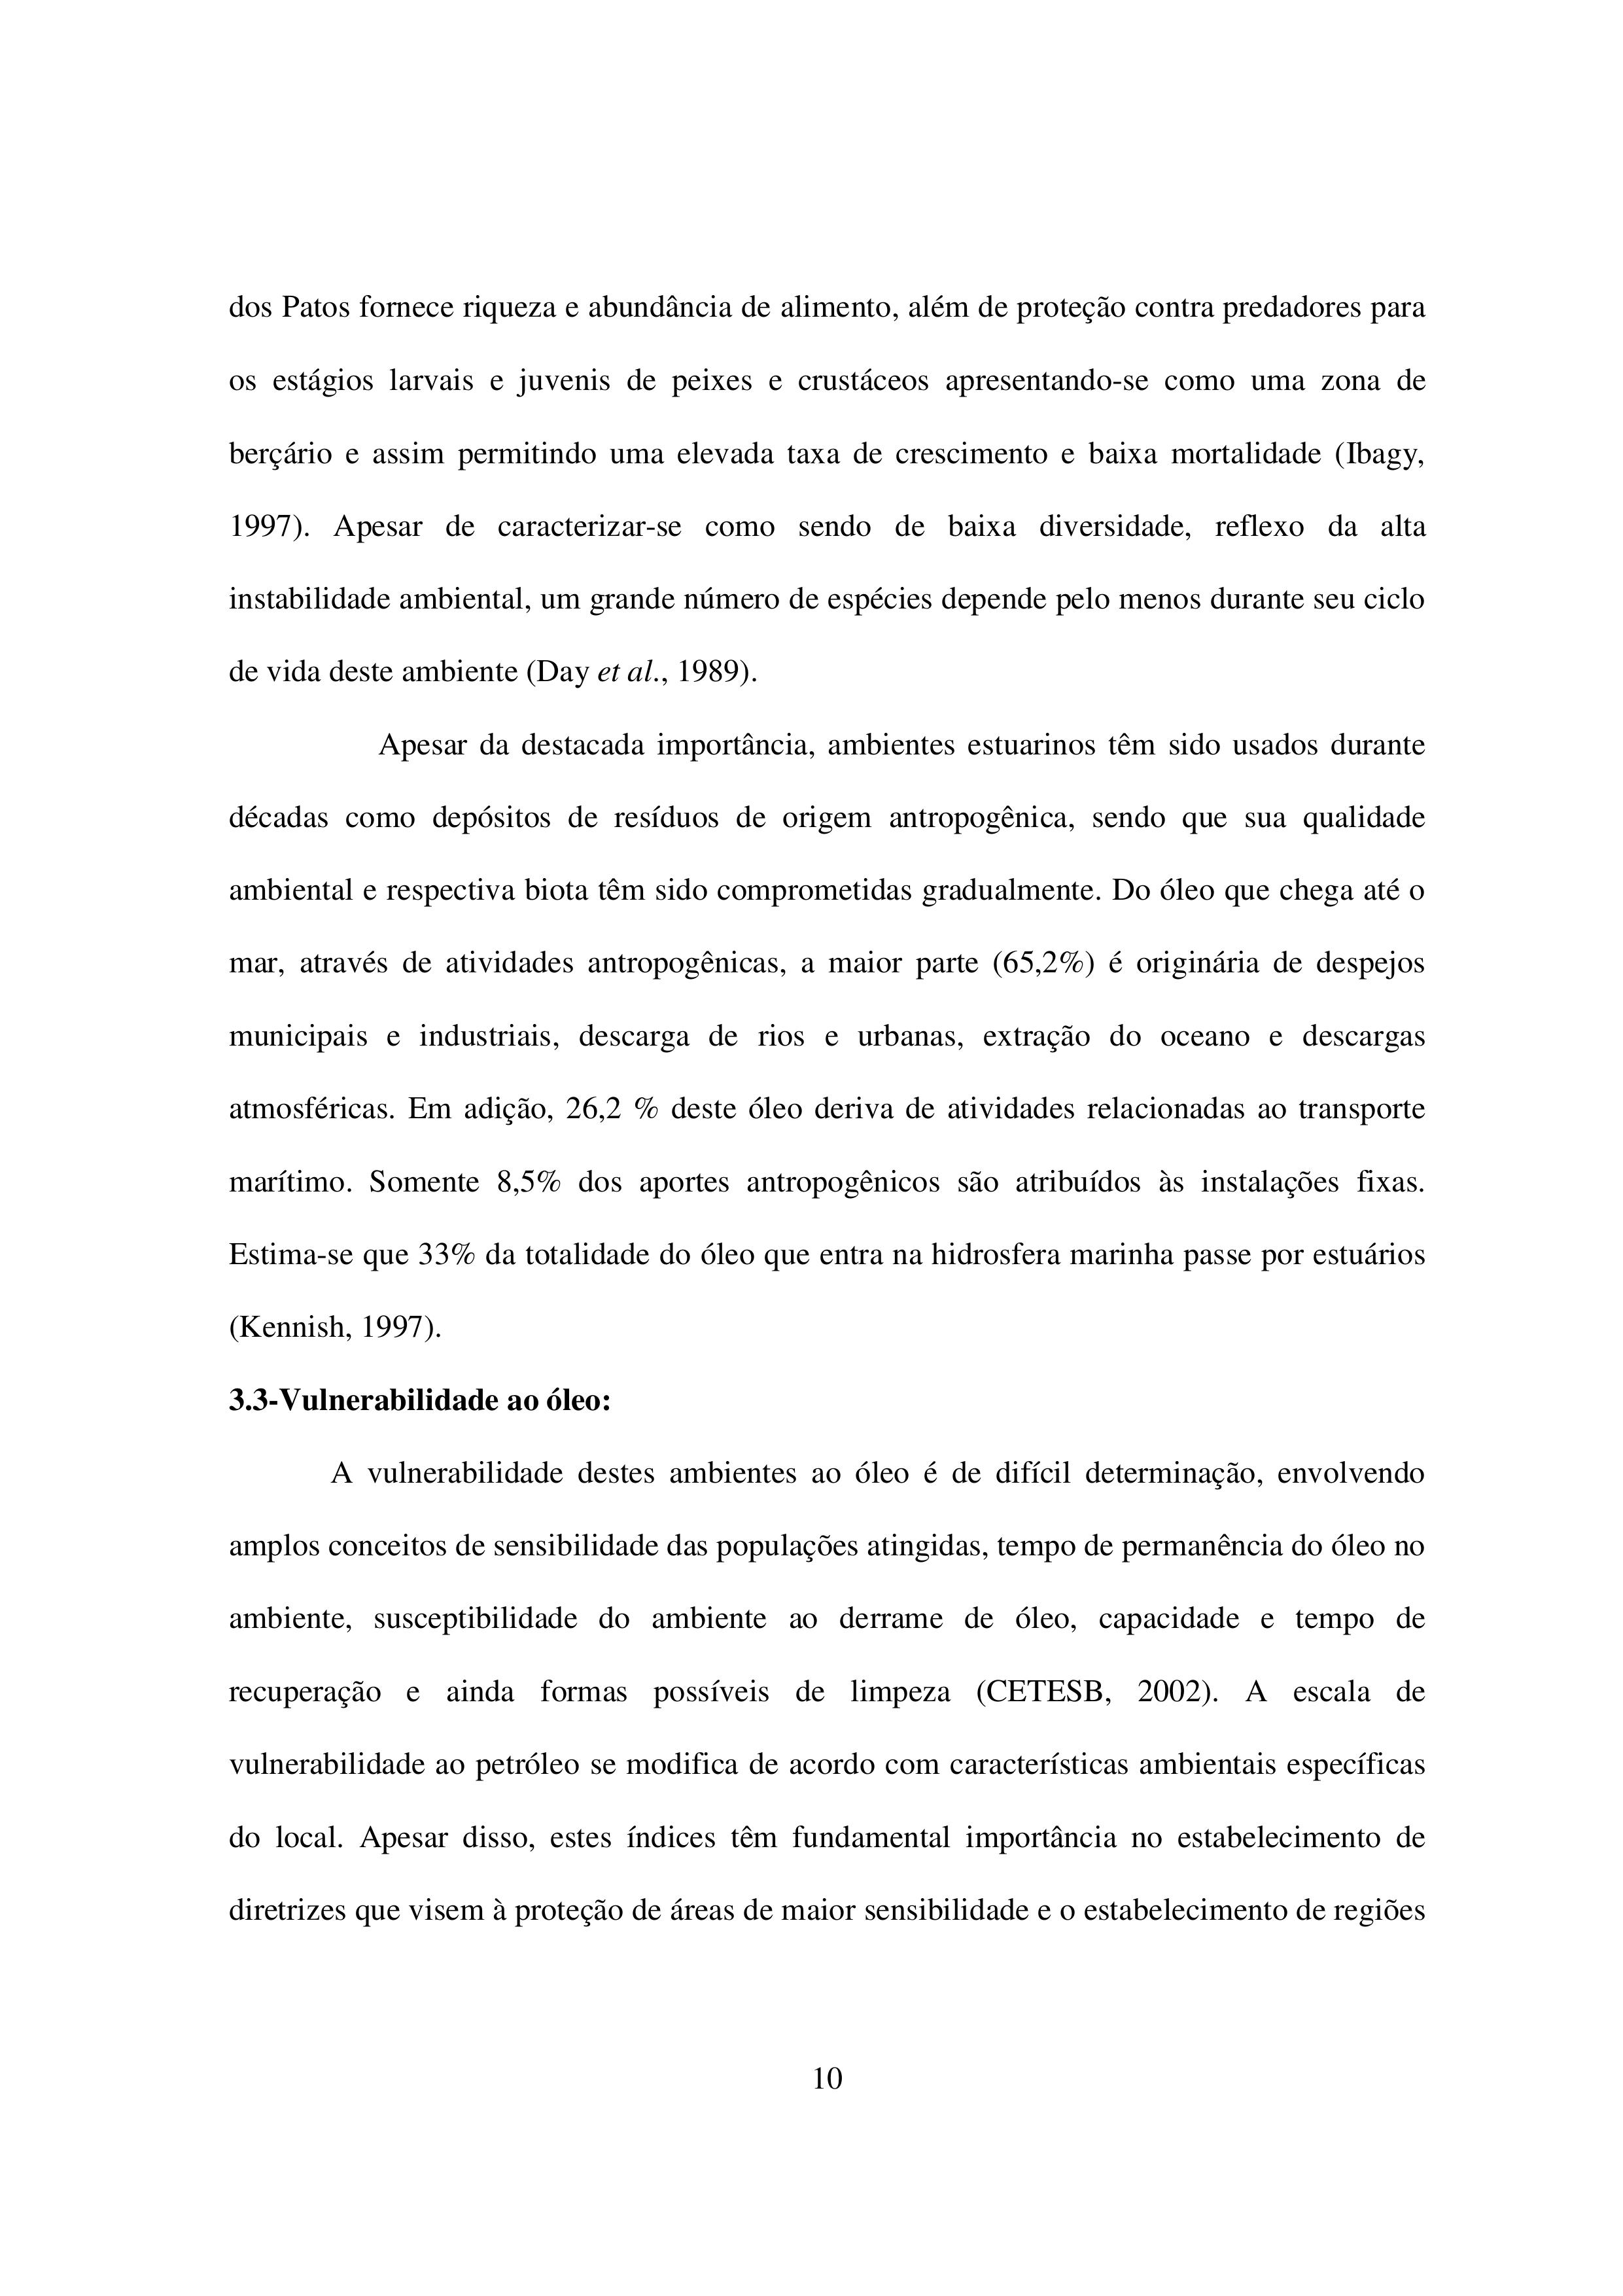 dos Patos fornece riqueza e abundância de alimento, além de proteção contra predadores para
os estágios larvais e juvenis de peixes e crustáceos apresentando-se como uma zona de
berçário e assim permitindo uma elevada taxa de crescimento e baixa mortalidade (Ibagy,
1997). Apesar de caracterizar-se como sendo de baixa diversidade, reflexo da alta
instabilidade ambiental, um grande número de espécies depende pelo menos durante seu ciclo
de vida deste ambiente (Day et al., 1989).
Apesar da destacada importância, ambientes estuarinos têm sido usados durante
décadas como depósitos de resíduos de origem antropogênica, sendo que sua qualidade
ambiental e respectiva biota têm sido comprometidas gradualmente. Do óleo que chega até o
mar, através de atividades antropogênicas, a maior parte (65,2%) é originária de despejos
municipais e industriais, descarga de rios e urbanas, extração do oceano e descargas
atmosféricas. Em adição, 26,2 % deste óleo deriva de atividades relacionadas ao transporte
marítimo. Somente 8,5% dos aportes antropogênicos são atribuídos às instalações fixas.
Estima-se que 33% da totalidade do óleo que entra na hidrosfera marinha passe por estuários
(Kennish, 1997).
3.3-Vulnerabilidade ao óleo:
A vulnerabilidade destes ambientes ao óleo é de difícil determinação, envolvendo
amplos conceitos de sensibilidade das populações atingidas, tempo de permanência do óleo no
ambiente, susceptibilidade do ambiente ao derrame de óleo, capacidade e tempo de
recuperação e ainda formas possíveis de limpeza (CETESB, 2002). A escala de
vulnerabilidade ao petróleo se modifica de acordo com características ambientais específicas
do local. Apesar disso, estes índices têm fundamental importância no estabelecimento de
diretrizes que visem à proteção de áreas de maior sensibilidade e o estabelecimento de regiões
10